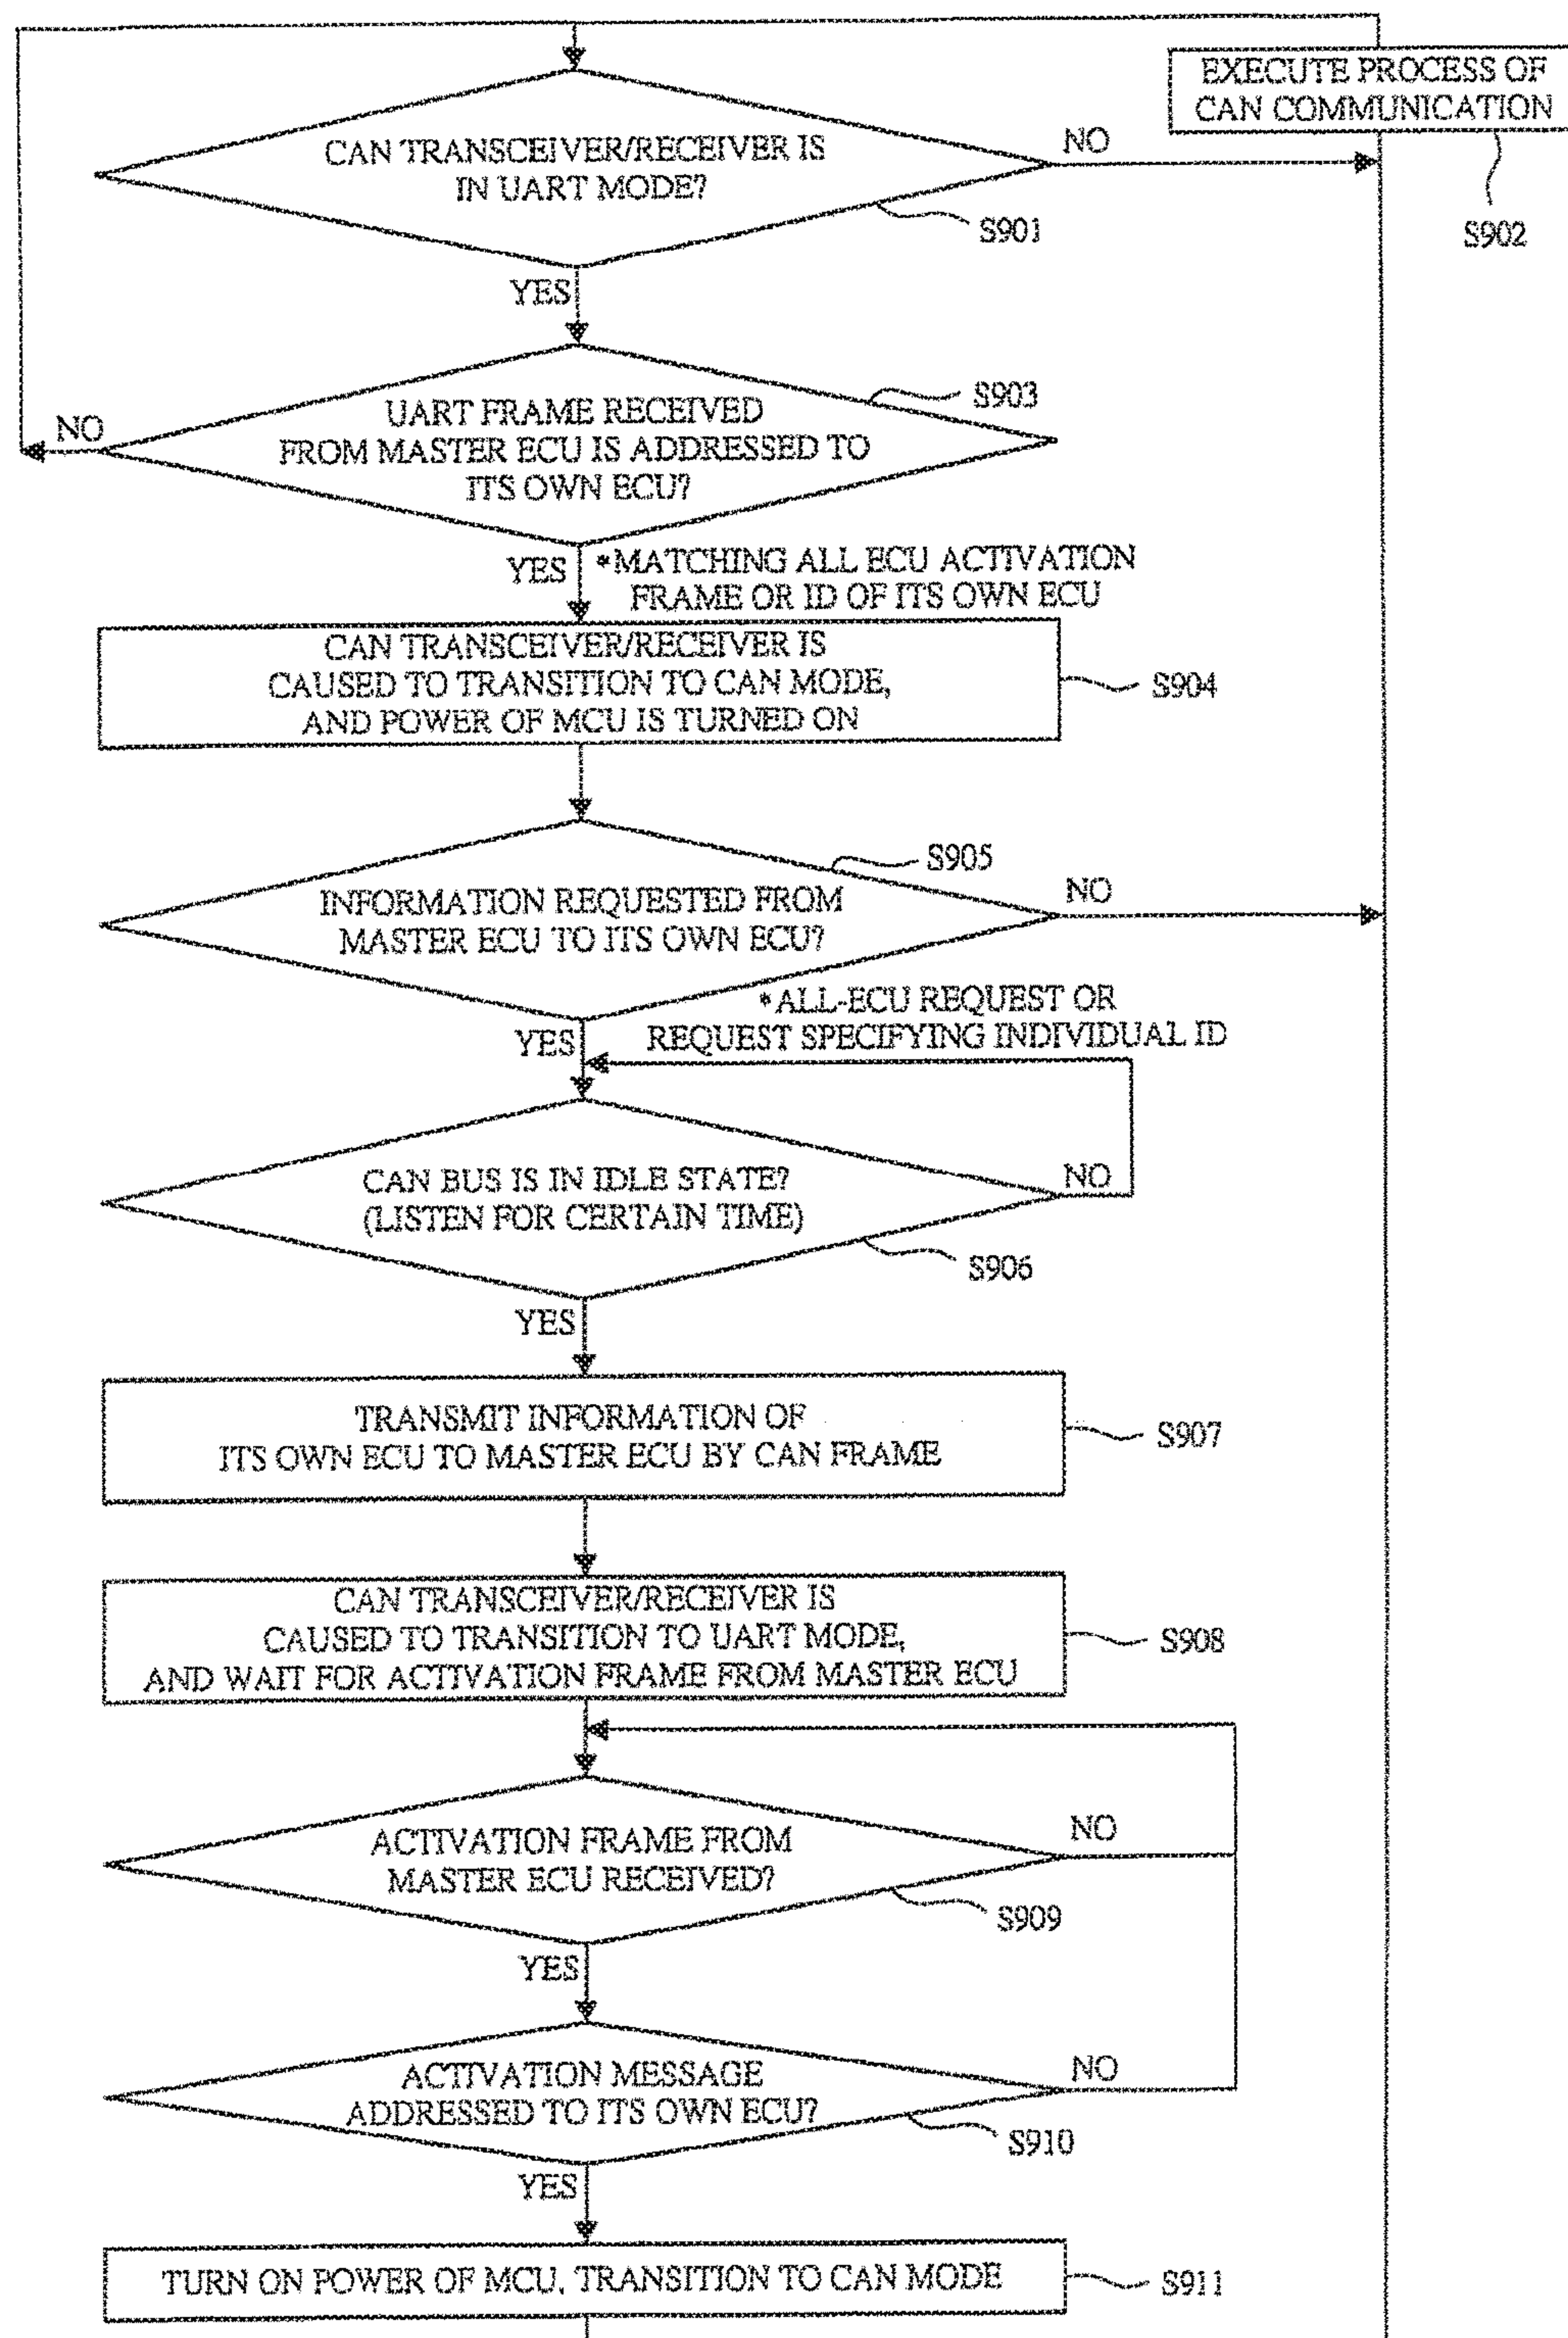 EXECUTE PROCESS OF
CAN COMMUNICATION
S902
CAN TRANSCEIVER/RECEIVER IS
IN UART MODE?
NO
S901
YES
S903
UART FRAME RECEIVED
FROM MASTER ECU IS ADDRESSED TO
ITS OWN ECU?
NO
YES
*MATCHING ALL ECU ACTIVATION
FRAME OR ID OF ITS OWN ECU
CAN TRANSCEIVER/RECEIVER IS
CAUSED TO TRANSITION TO CAN MODE,
AND POWER OF MCU IS TURNED ON
S904
S905
INFORMATION REQUESTED FROM
MASTER ECU TO ITS OWN ECU?
NO
YES
*ALL-ECU REQUEST OR
REQUEST SPECIFYING INDIVIDUAL ID
CAN BUS IS IN IDLE STATE?
(LISTEN FOR CERTAIN TIME)
NO
S906
YES
TRANSMIT INFORMATION OF
ITS OWN ECU TO MASTER ECU BY CAN FRAME
S907
CAN TRANSCEIVER/RECEIVER IS
CAUSED TO TRANSITION TO UART MODE,
AND WAIT FOR ACTIVATION FRAME FROM MASTER ECU
S908
ACTIVATION FRAME FROM
MASTER ECU RECEIVED?
NO
S909
YES
ACTIVATION MESSAGE
ADDRESSED TO ITS OWN ECU?
NO
S910
YES
TURN ON POWER OF MCU, TRANSITION TO CAN MODE
S911